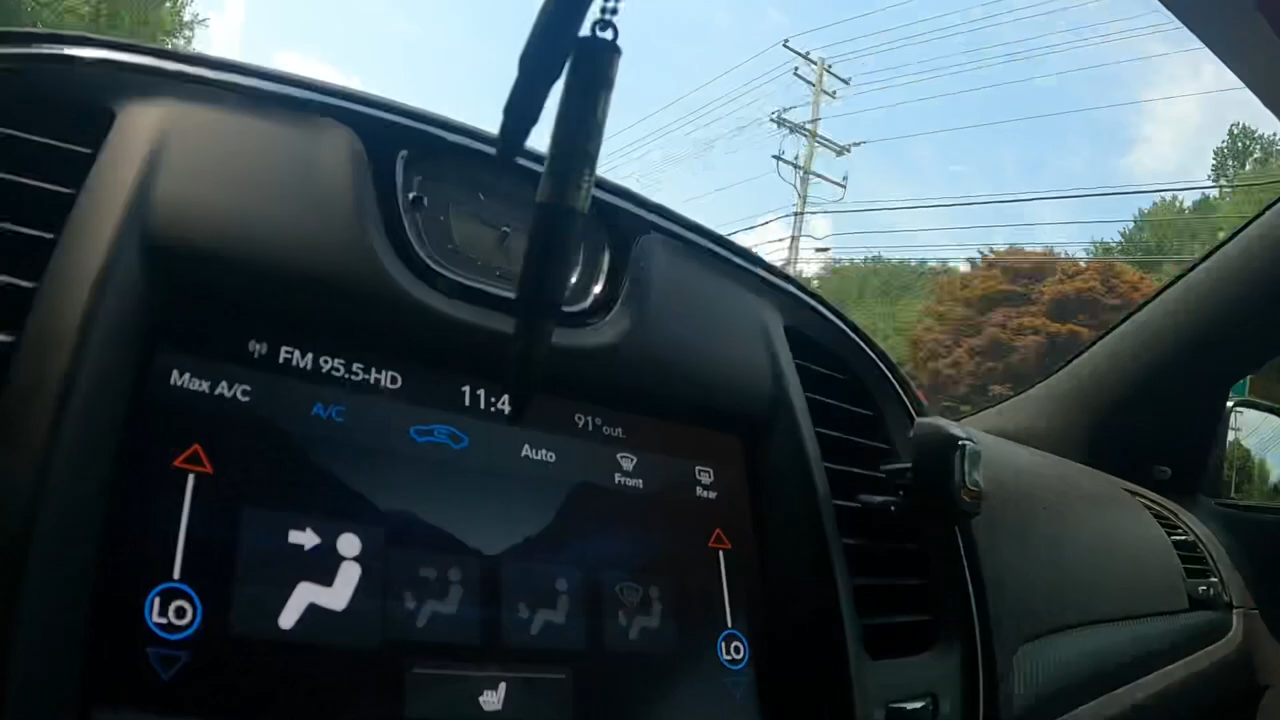 FM 95.5-HD
11:4
91° out.
Max A/C
A/C
Auto
Front
Rear
LO
LO